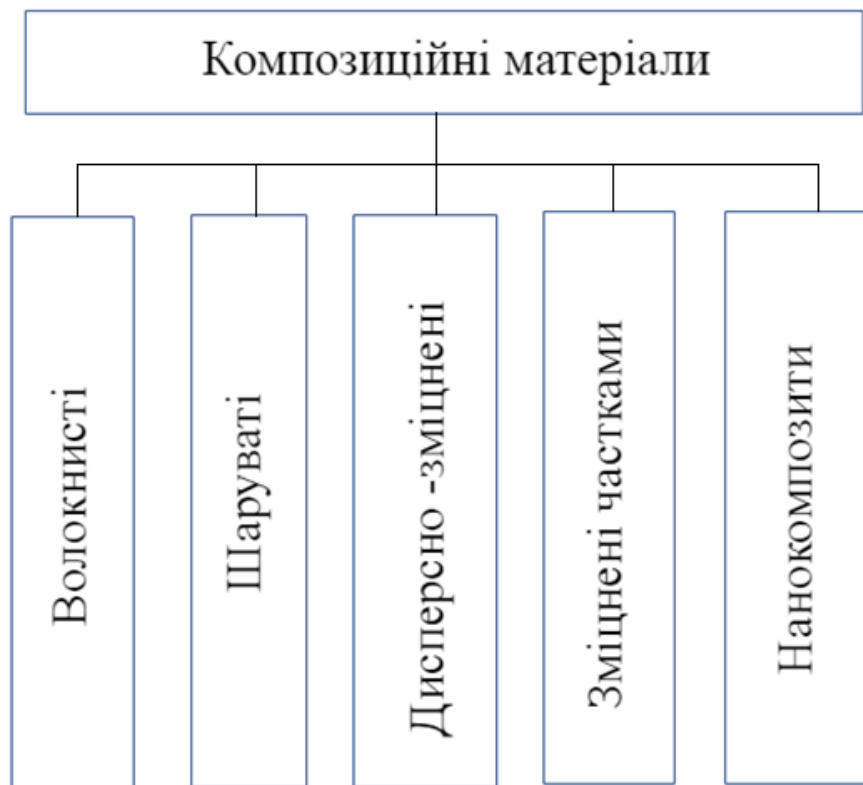 Композиційні матеріали
Волокнисті
Шаруваті
Дисперсно -зміцнені
Зміцнені частками
Нанокомпозити